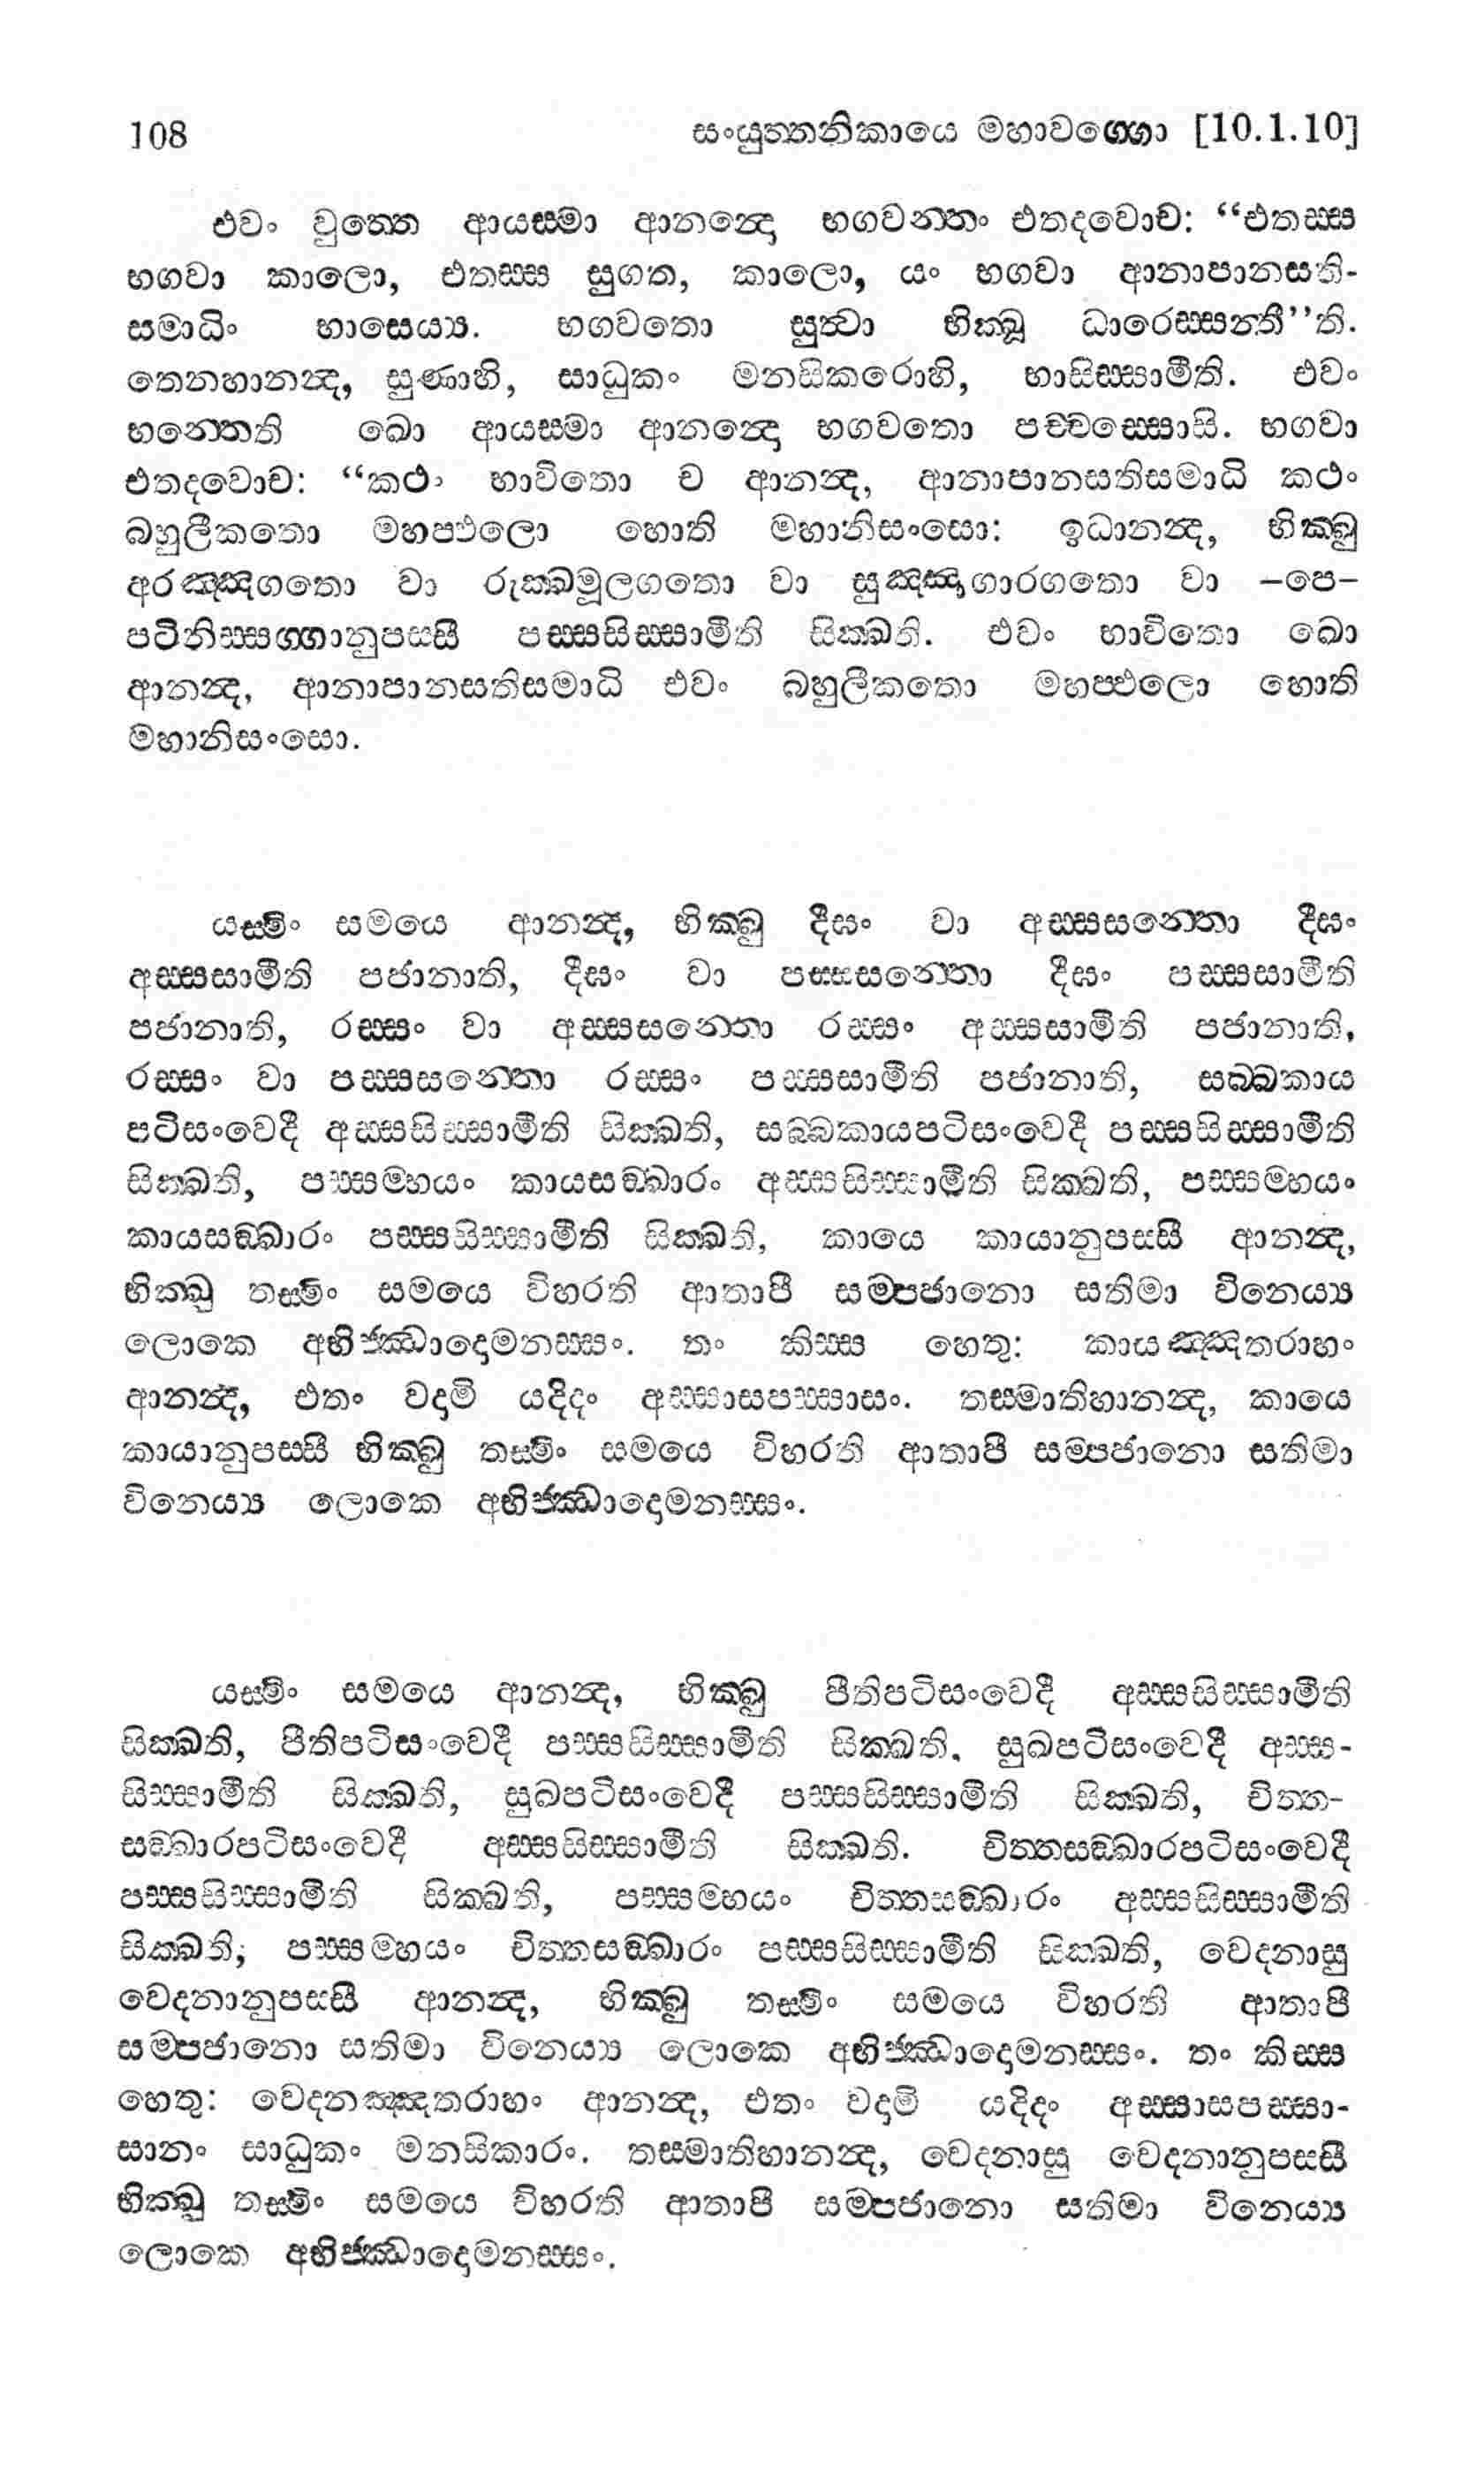 108 සංයුත්තනිකායෙ මහාවග්ගො [10.1.10]
එවං වුත්තෙ ආයස්මා ආනන්දො භගවන්තං එතදවොච: “එතස්ස
භගවා කාලො, එතස්ස සුගත, කාලො, යං භගවා ආනාපානසති-
සමාධිං භාසෙය්‍ය. භගවතො සුත්වා භික්ඛූ ධාරෙස්සන්තී”ති.
තෙනහානන්ද, සුණාහි, සාධුකං මනසිකරොහි, භාසිස්සාමීති. එවං
භන්තෙති ඛො ආයස්මා ආනන්දො භගවතො පච්චස්සොසි. භගවා
එතදවොච: “කථං භාවිතො ච ආනන්ද, ආනාපානසතිසමාධි කථං
බහුලීකතො මහප්ඵලො හොති මහානිසංසො: ඉධානන්ද, භික්ඛු
අරඤ්ඤගතො වා රුක්ඛමූලගතො වා සුඤ්ඤාගාරගතො වා –පෙ–
පටිනිස්සග්ගානුපස්සී පස්සසිස්සාමීති සික්ඛති. එවං භාවිතො ඛො
ආනන්ද, ආනාපානසතිසමාධි එවං බහුලීකතො මහප්ඵලො හොති
මහානිසංසො.
යස්මිං සමයෙ ආනන්ද, භික්ඛු දීඝං වා අස්සසන්තො දීඝං
අස්සසාමීති පජානාති, දීඝං වා පස්සසන්තො දීඝං පස්සසාමීති
පජානාති, රස්සං වා අස්සසන්තො රස්සං අස්සසාමීති පජානාති,
රස්සං වා පස්සසන්තො රස්සං පස්සසාමීති පජානාති, සබ්බකාය
පටිසංවෙදී අස්සසිස්සාමීති සික්ඛති, සබ්බකායපටිසංවෙදී පස්සසිස්සාමීති
සික්ඛති, පස්සම්භයං කායසඞ්ඛාරං අස්සසිස්සාමීති සික්ඛති, පස්සම්භයං
කායසඞ්ඛාරං පස්සසිස්සාමීති සික්ඛති, කායෙ කායානුපස්සී ආනන්ද,
භික්ඛු තස්මිං සමයෙ විහරති ආතාපී සම්පජානො සතිමා විනෙය්‍ය
ලොකෙ අභිජ්ඣාදොමනස්සං. තං කිස්ස හෙතු: කායඤ්ඤතරාහං
ආනන්ද, එතං වදාමි යදිදං අස්සාසපස්සාසං. තස්මාතිහානන්ද, කායෙ
කායානුපස්සී භික්ඛු තස්මිං සමයෙ විහරති ආතාපී සම්පජානො සතිමා
විනෙය්‍ය ලොකෙ අභිජ්ඣාදොමනස්සං.
යස්මිං සමයෙ ආනන්ද, භික්ඛු පීතිපටිසංවෙදී අස්සසිස්සාමීති
සික්ඛති, පීතිපටිසංවෙදී පස්සසිස්සාමීති සික්ඛති, සුඛපටිසංවෙදී අස්ස-
සිස්සාමීති සික්ඛති, සුඛපටිසංවෙදී පස්සසිස්සාමීති සික්ඛති, චිත්ත-
සඞ්ඛාරපටිසංවෙදී අස්සසිස්සාමීති සික්ඛති. චිත්තසඞ්ඛාරපටිසංවෙදී
පස්සසිස්සාමීති සික්ඛති, පස්සම්භයං චිත්තසඞ්ඛාරං අස්සසිස්සාමීති
සික්ඛති, පස්සම්භයං චිත්තසඞ්ඛාරං පස්සසිස්සාමීති සික්ඛති, වෙදනාසු
වෙදනානුපස්සී ආනන්ද, භික්ඛු තස්මිං සමයෙ විහරති ආතාපී
සම්පජානො සතිමා විනෙය්‍ය ලොකෙ අභිජ්ඣාදොමනස්සං. තං කිස්ස
හෙතු: වෙදනඤ්ඤතරාහං ආනන්ද, එතං වදාමි යදිදං අස්සාසපස්සා-
සානං සාධුකං මනසිකාරං. තස්මාතිහානන්ද, වෙදනාසු වෙදනානුපස්සී
භික්ඛු තස්මිං සමයෙ විහරති ආතාපී සම්පජානො සතිමා විනෙය්‍ය
ලොකෙ අභිජ්ඣාදොමනස්සං.